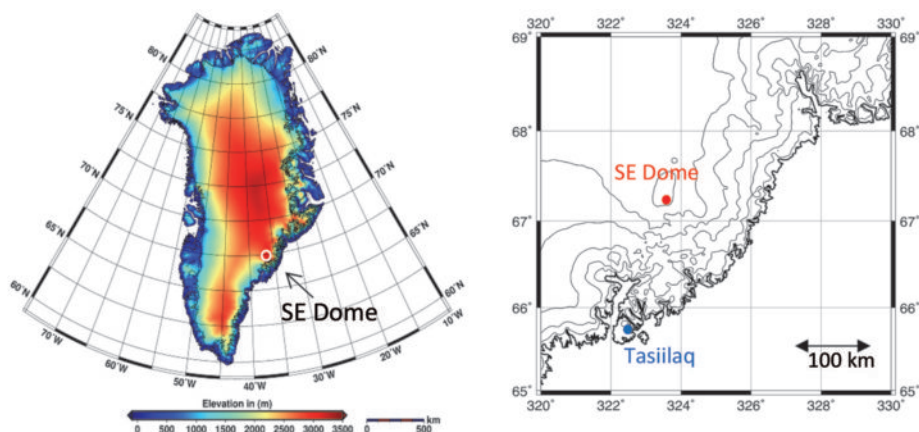 80°N
80°N
75°N
75°N
70°N
70°N
65°N
65°N
60°N
60°N
SE Dome
70°W
60°W
50°W
40°W
30°W
20°W
10°W
Elevation in (m)
0 500 1000 1500 2000 2500 3000 3500
km
0 500
320° 322° 324° 326° 328° 330°
69° 69°
68° 68°
SE Dome
67° 67°
66° 66°
Tasiilaq
100 km
65° 65°
320° 322° 324° 326° 328° 330°